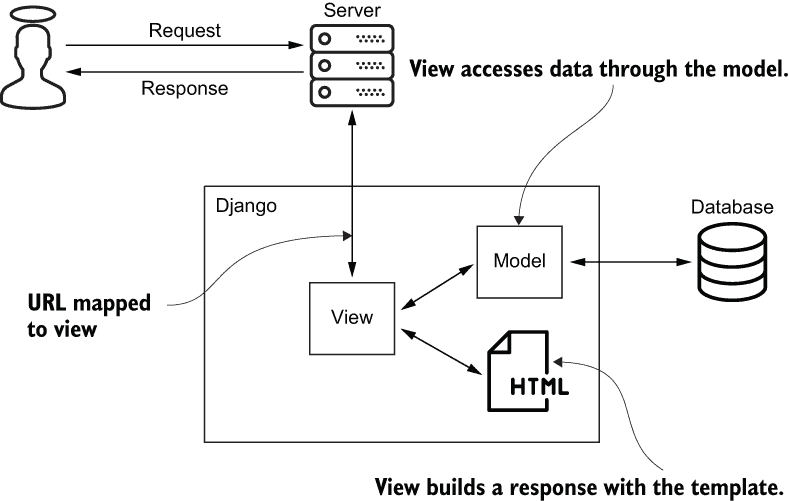 Server
Request
Response
View accesses data through the model.
Django
Database
Model
URL mapped
to view
View
HTML
View builds a response with the template.